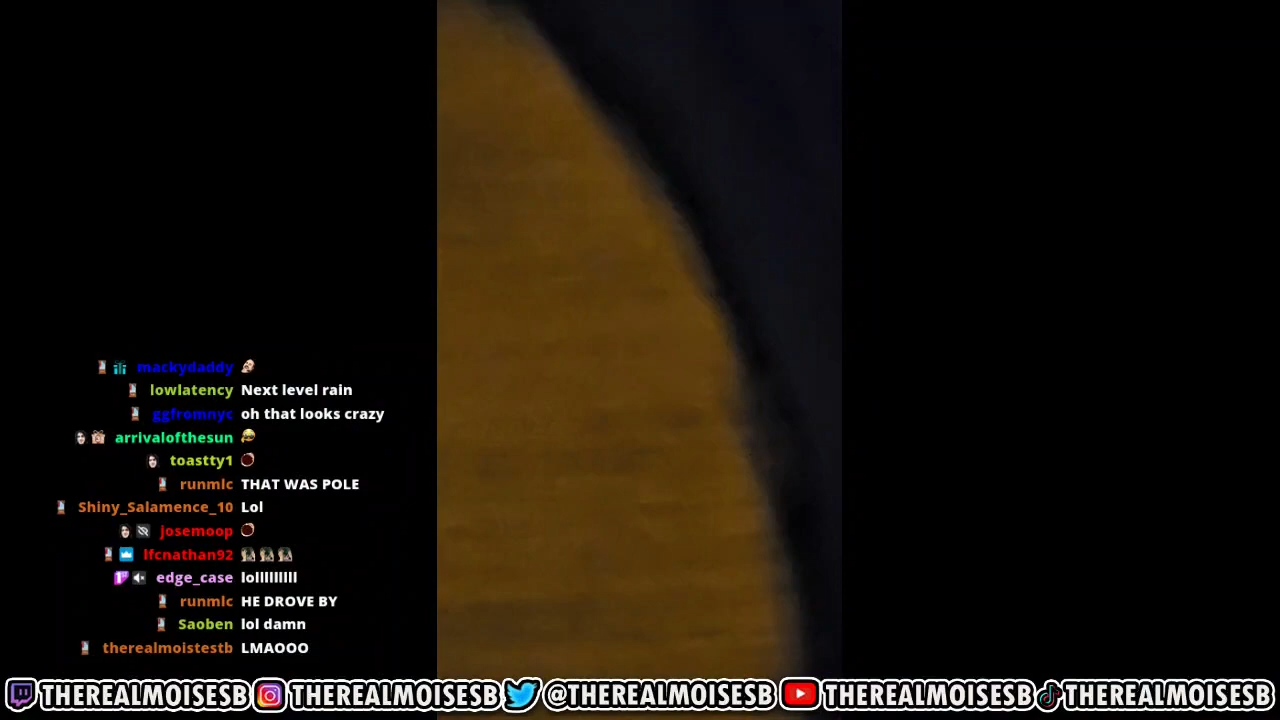 mackydaddy
lowlatency Next level rain
ggfromnyc oh that looks crazy
arrivalofthesun
toastty1
runmlc THAT WAS POLE
Shiny_Salamence_10 Lol
josemoop
lfcnathan92
edge_case lolllllllll
runmlc HE DROVE BY
Saoben lol damn
therealmoistestb LMAOOO
THEREALMOISESB THEREALMOISESB @THEREALMOISESB THEREALMOISESB THEREALMOISESB